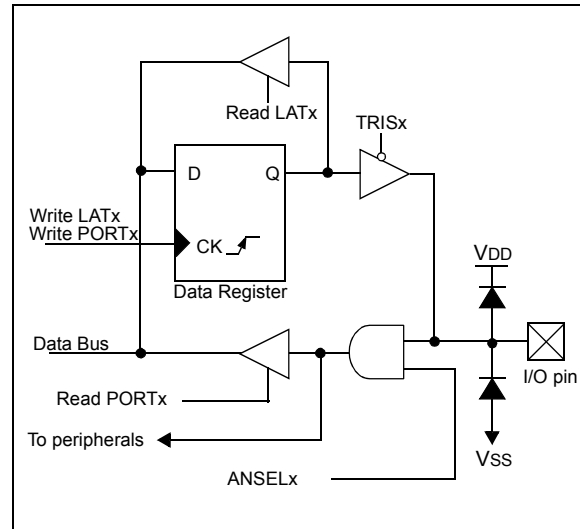 Read LATx
TRISx
D
Q
Write LATx
Write PORTx
CK
VDD
Data Register
Data Bus
I/O pin
Read PORTx
To peripherals
VSS
ANSELx